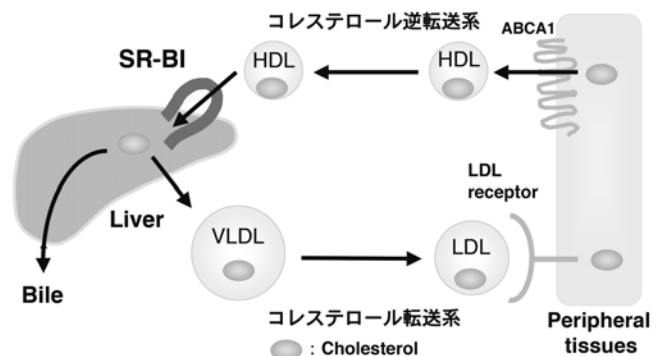 コレステロール逆転送系
ABCA1
SR-BI
HDL
HDL
LDL
receptor
Liver
VLDL
LDL
Bile
コレステロール転送系
Peripheral
tissues
: Cholesterol